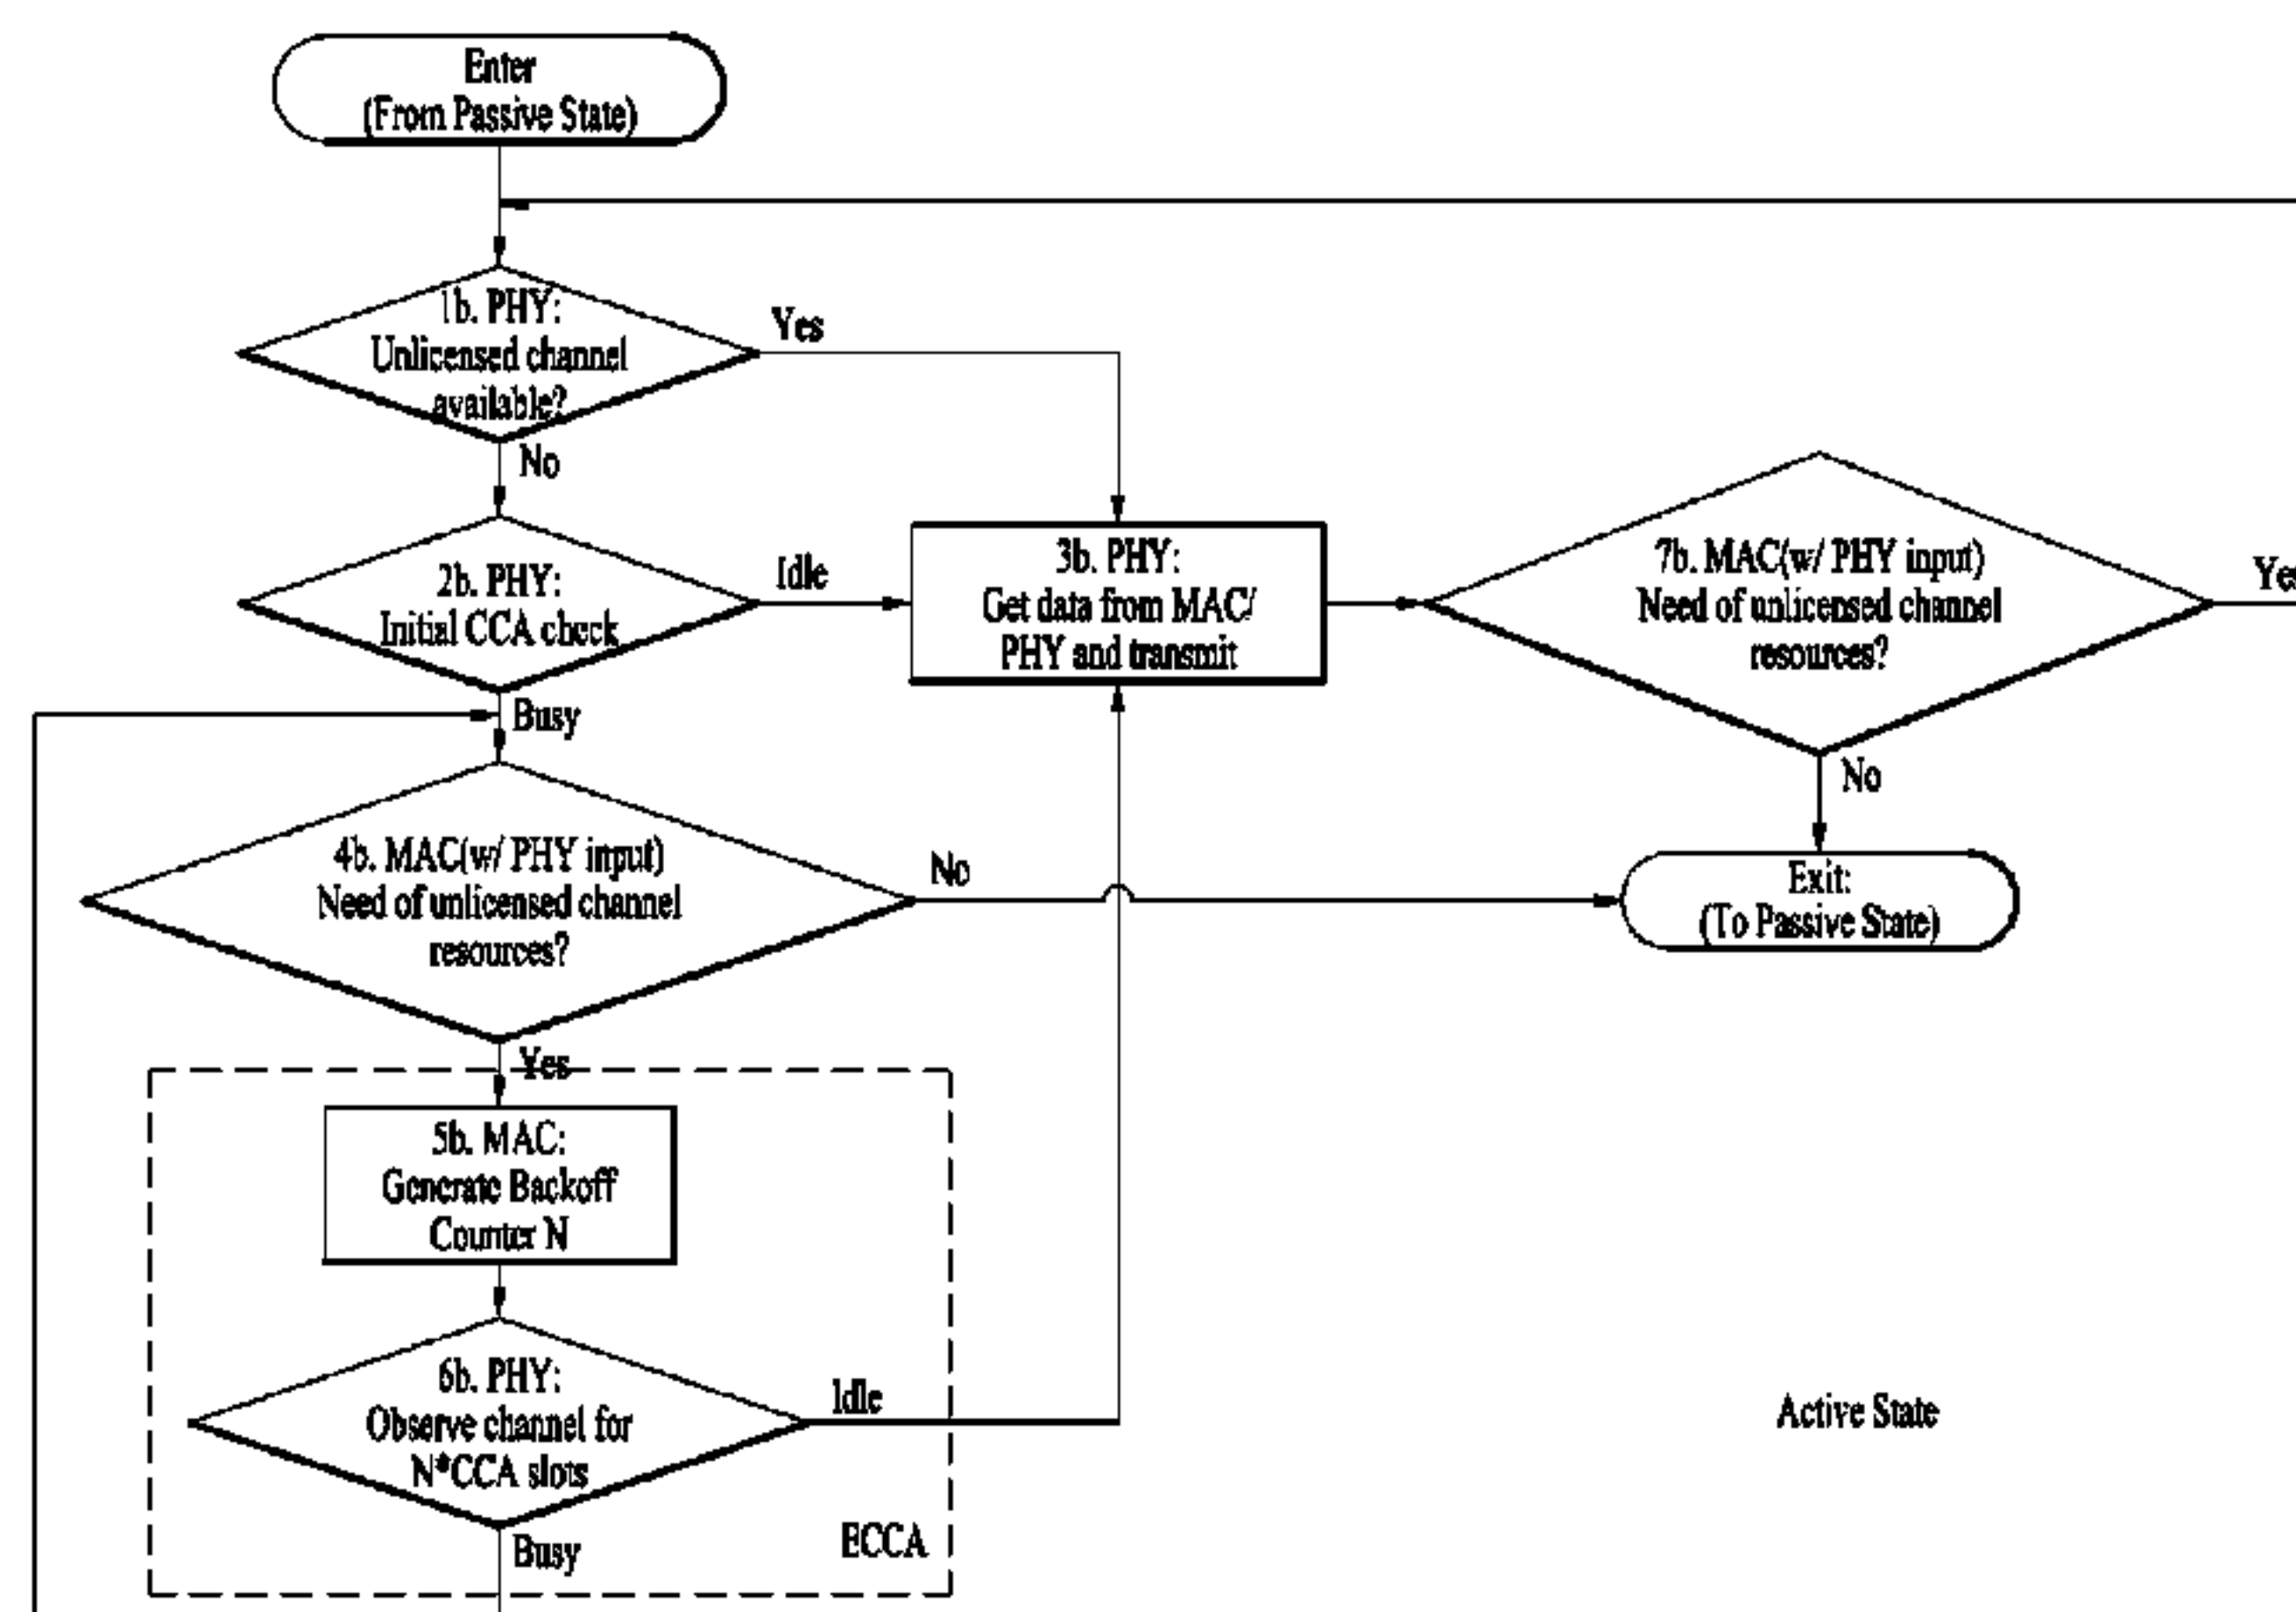 Enter
(From Passive State)
1b. PHY:
Unlicensed channel
available?
Yes
No
2b. PHY:
Initial CCA check
Idle
Busy
3b. PHY:
Get data from MAC/
PHY and transmit
7b. MAC(w/ PHY input)
Need of unlicensed channel
resources?
Yes
No
4b. MAC(w/ PHY input)
Need of unlicensed channel
resources?
No
Yes
Exit:
(To Passive State)
5b. MAC:
Generate Backoff
Counter N
6b. PHY:
Observe channel for
N*CCA slots
Idle
Busy
ECCA
Active State